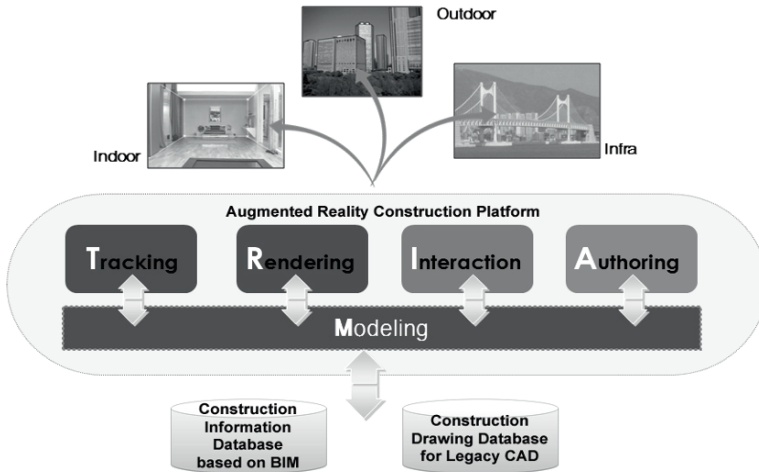 Outdoor
Indoor
Infra
Augmented Reality Construction Platform
Tracking
Rendering
Interaction
Authoring
Modeling
Construction
Information
Database
based on BIM
Construction
Drawing Database
for Legacy CAD